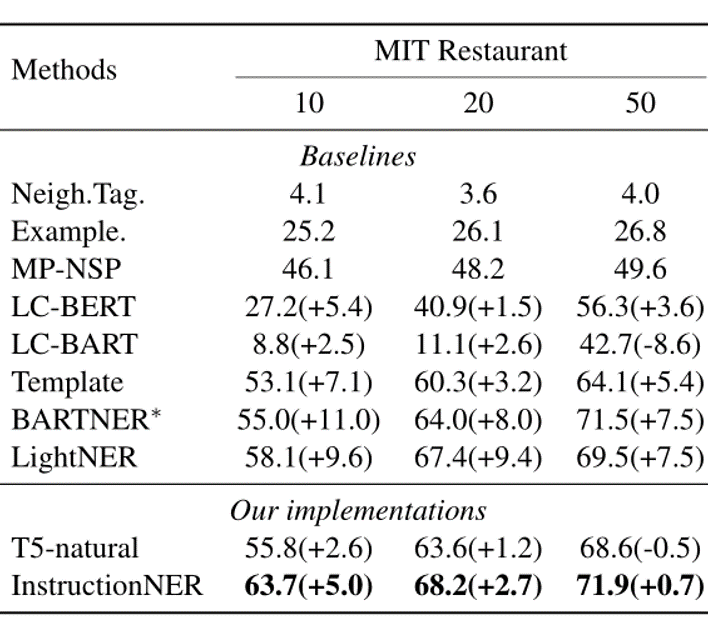 Methods MIT Restaurant
10 20 50
Baselines
Neigh.Tag. 4.1 3.6 4.0
Example. 25.2 26.1 26.8
MP-NSP 46.1 48.2 49.6
LC-BERT 27.2(+5.4) 40.9(+1.5) 56.3(+3.6)
LC-BART 8.8(+2.5) 11.1(+2.6) 42.7(-8.6)
Template 53.1(+7.1) 60.3(+3.2) 64.1(+5.4)
BARTNER* 55.0(+11.0) 64.0(+8.0) 71.5(+7.5)
LightNER 58.1(+9.6) 67.4(+9.4) 69.5(+7.5)
Our implementations
T5-natural 55.8(+2.6) 63.6(+1.2) 68.6(-0.5)
InstructionNER 63.7(+5.0) 68.2(+2.7) 71.9(+0.7)